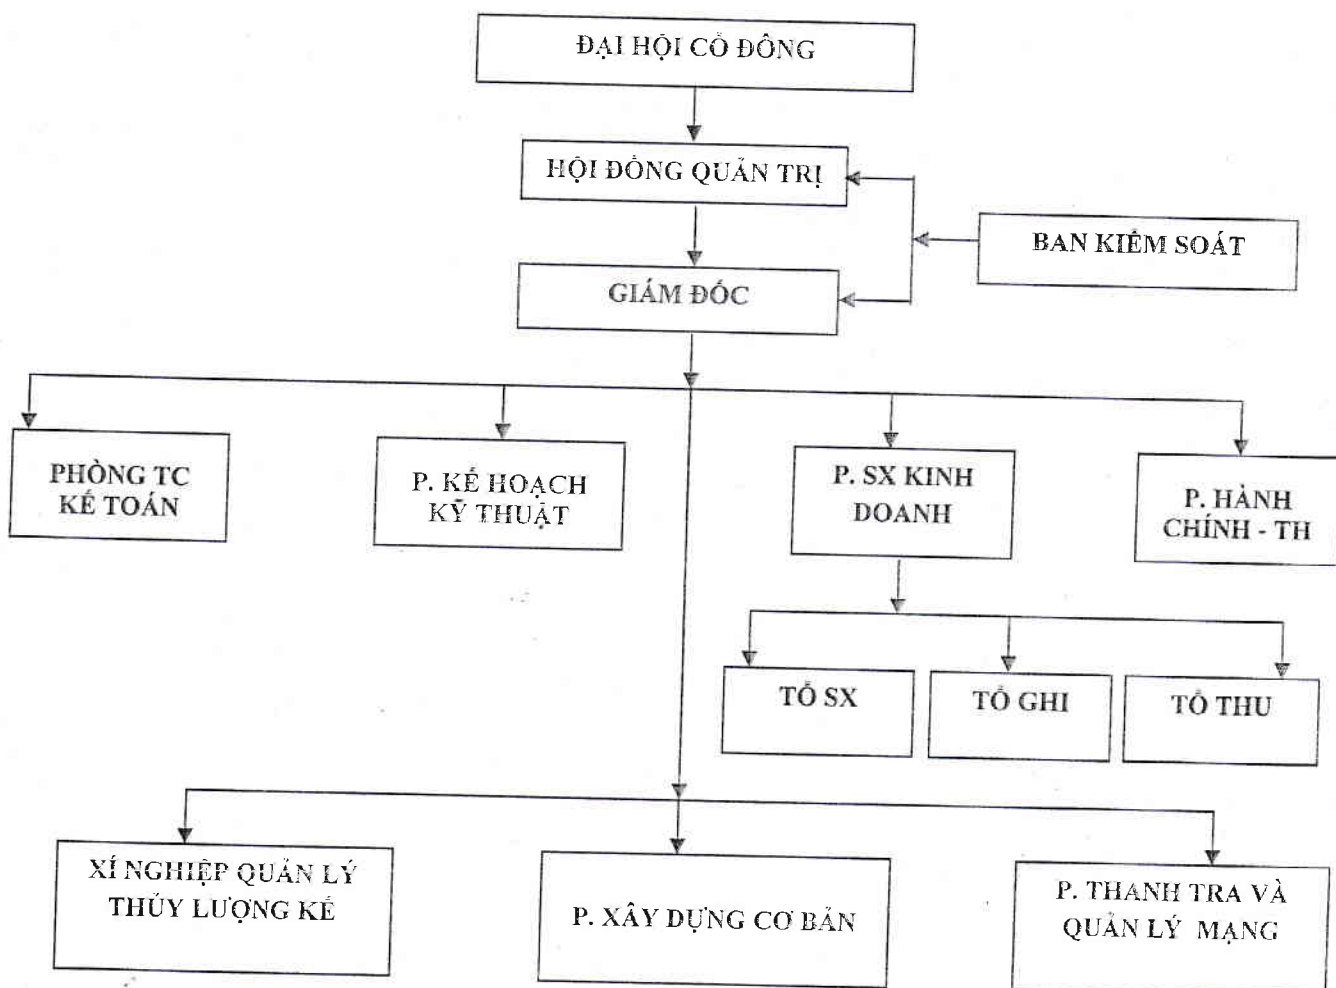 ĐẠI HỘI CỔ ĐÔNG
HỘI ĐỒNG QUẢN TRỊ
BAN KIỂM SOÁT
GIÁM ĐỐC
PHÒNG TC
KẾ TOÁN
P. KẾ HOẠCH
KỸ THUẬT
P. SX KINH
DOANH
P. HÀNH
CHÍNH - TH
TỔ SX
TỔ GHI
TỔ THU
XÍ NGHIỆP QUẢN LÝ
THỦY LƯỢNG KẾ
P. XÂY DỰNG CƠ BẢN
P. THANH TRA VÀ
QUẢN LÝ MẠNG